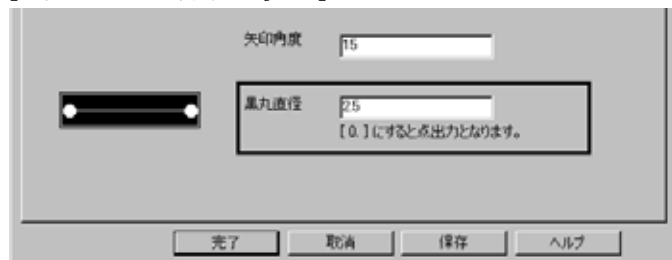 矢印角度 15
黒丸直径 2.5
[ 0. ]にすると点出力となります。
完了 取消 保存 ヘルプ